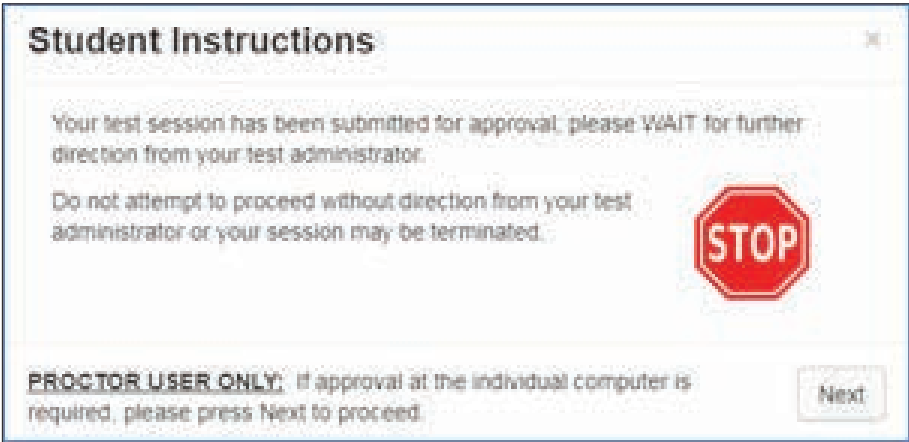 Student Instructions
Your test session has been submitted for approval, please WAIT for further
direction from your test administrator.
Do not attempt to proceed without direction from your test
administrator or your session may be terminated.
STOP
PROCTOR USER ONLY: If approval at the individual computer is
required, please press Next to proceed.
Next